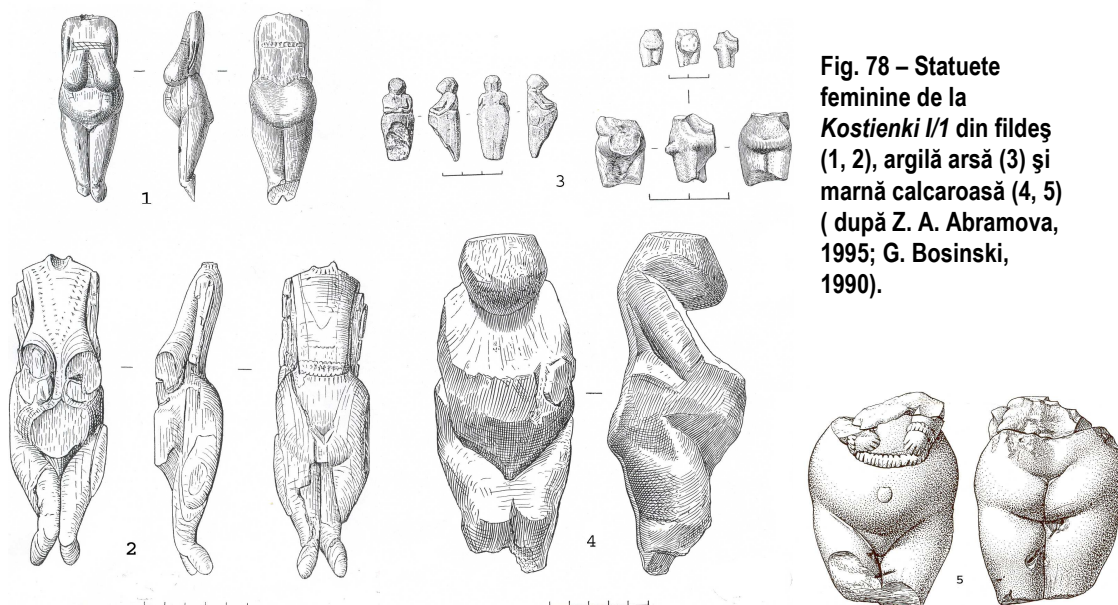 Fig. 78 – Statuete
feminine de la
Kostienki I/1 din fildeş
(1, 2), argilă arsă (3) şi
marnă calcaroasă (4, 5)
( după Z. A. Abramova,
1995; G. Bosinski,
1990).
1
3
2
4
5